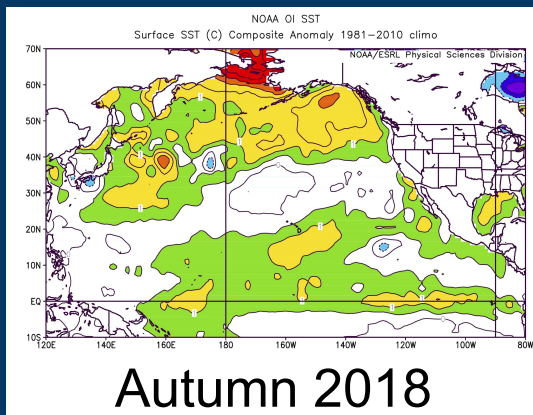 NOAA OI SST
Surface SST (C) Composite Anomaly 1981-2010 climo
NOAA/ESRL Physical Sciences Division
70N
60N
50N
40N
30N
20N
10N
EQ
10S
120E 140E 160E 180 160W 140W 120W 100W 80W
Autumn 2018